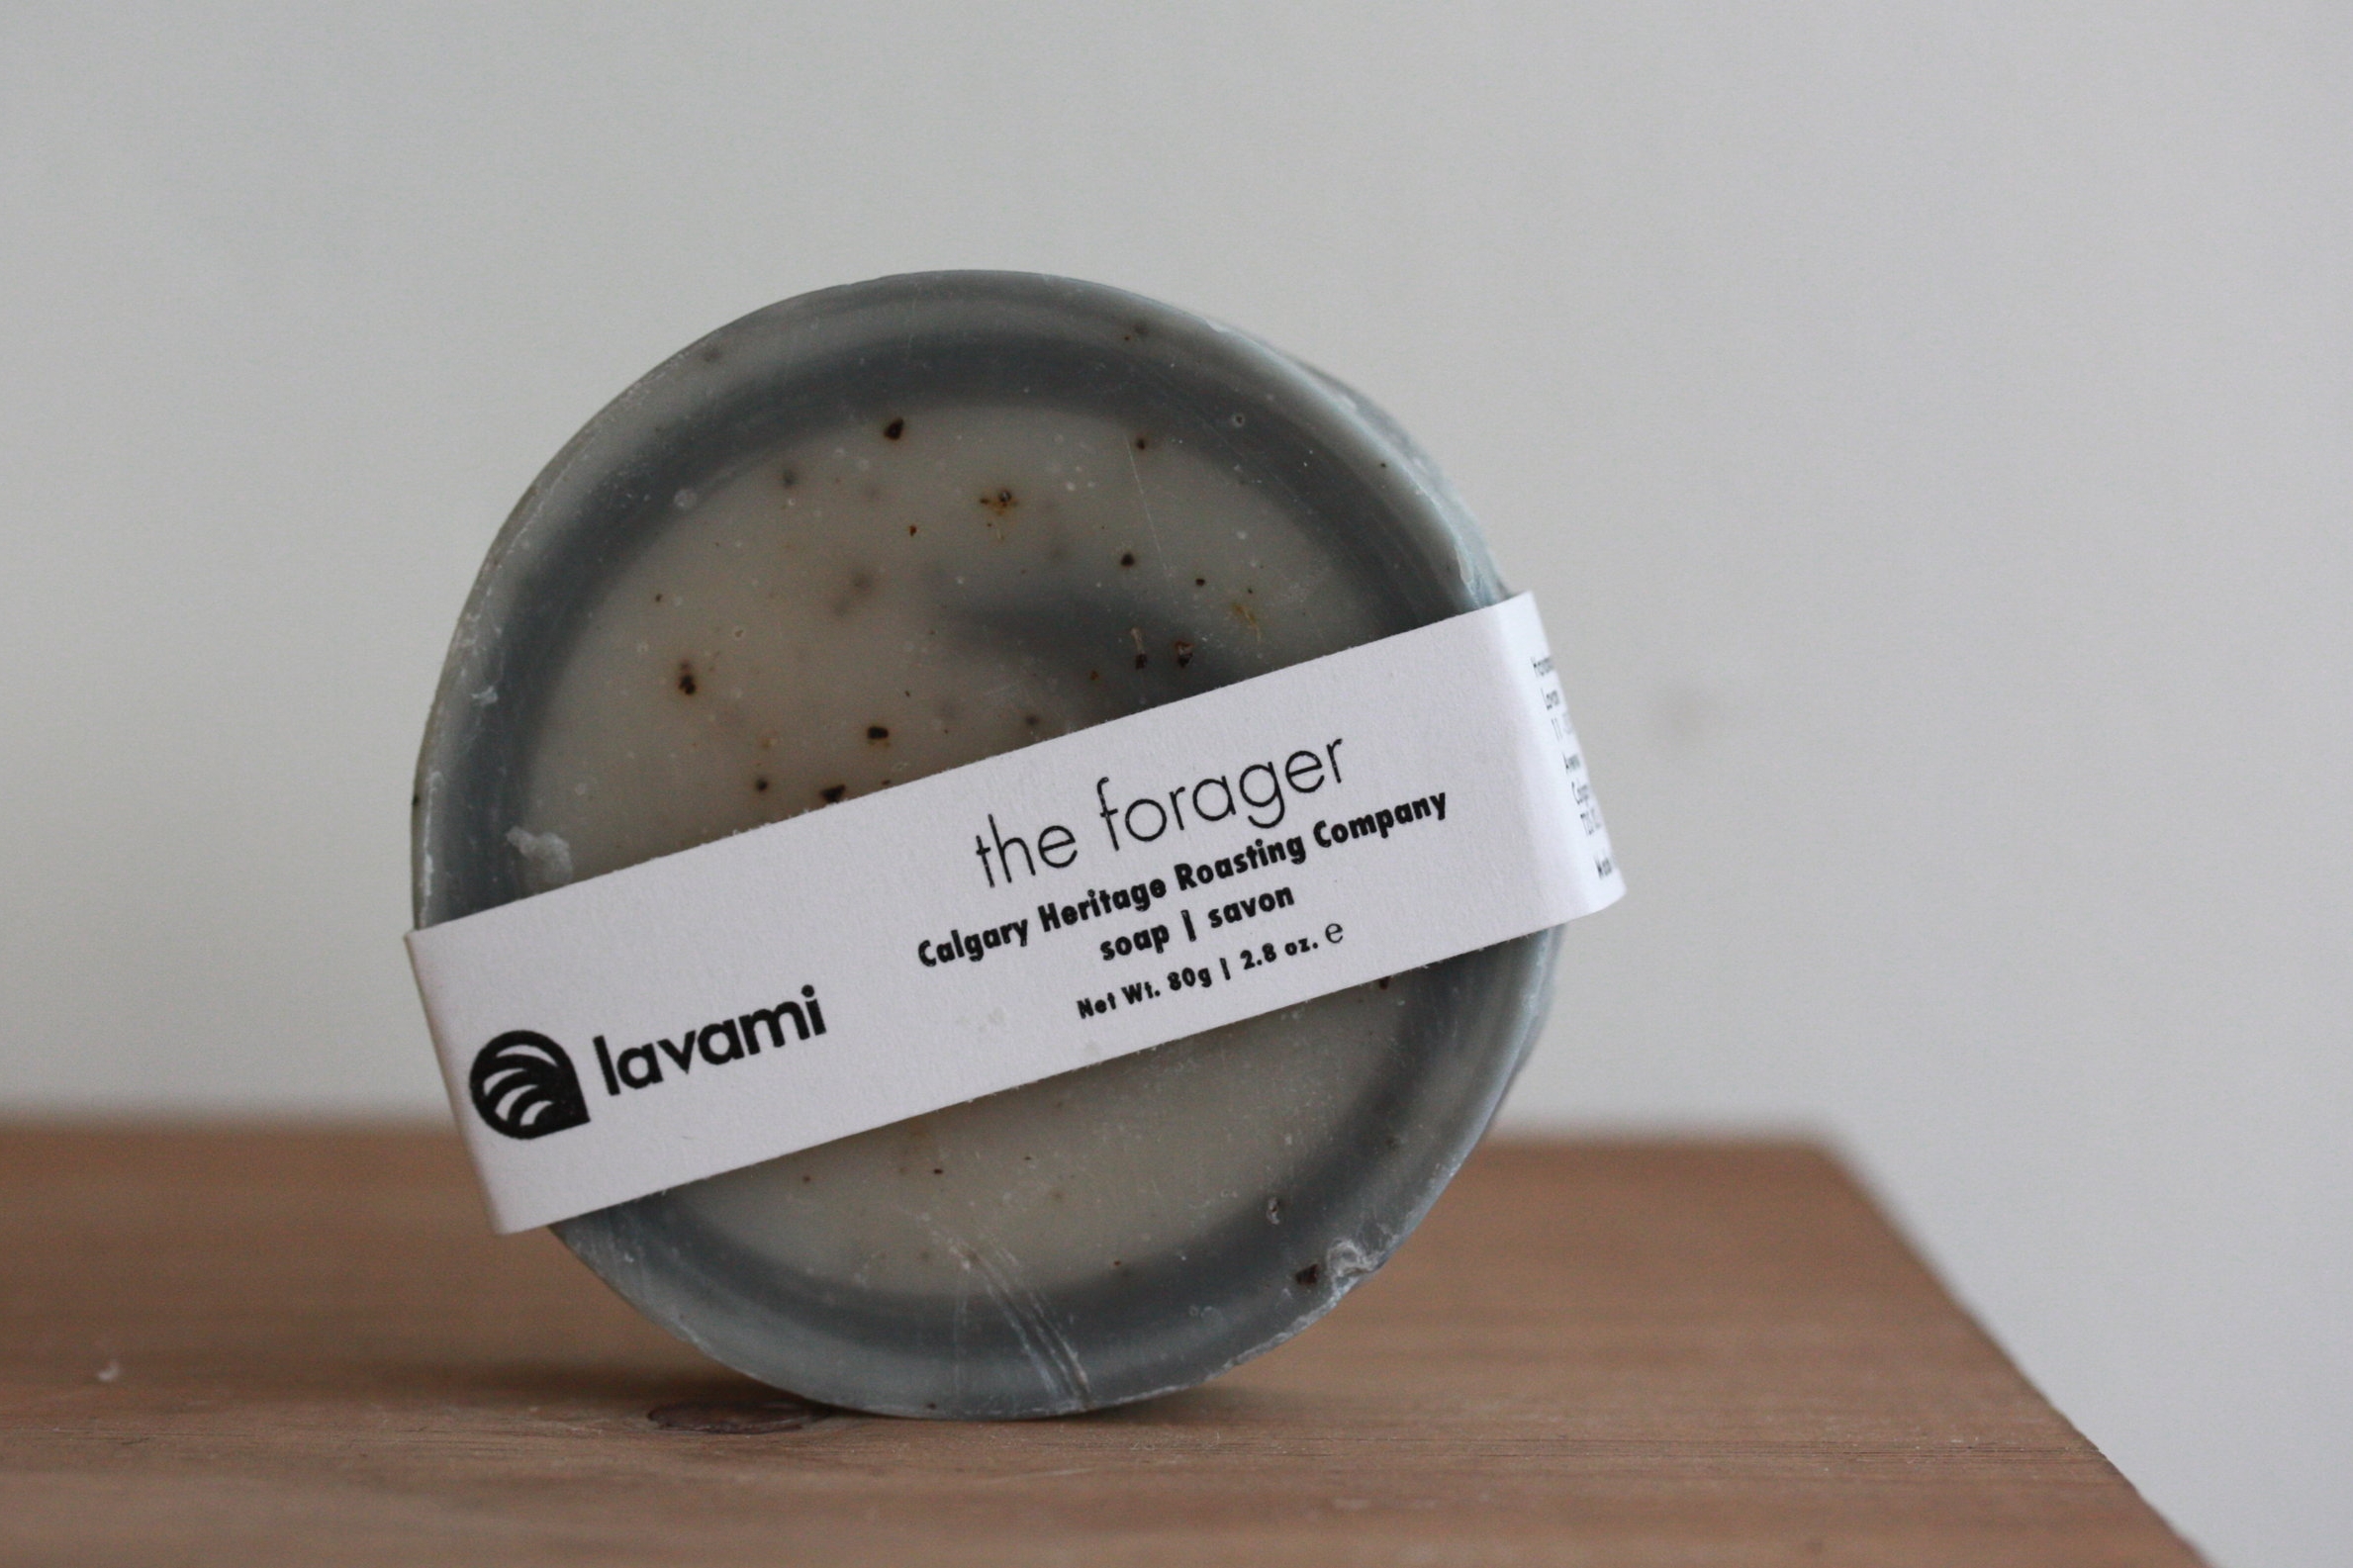 lavami
the forager
Calgary Heritage Roasting Company
soap | savon
Net Wt. 80g | 2.8 oz. e